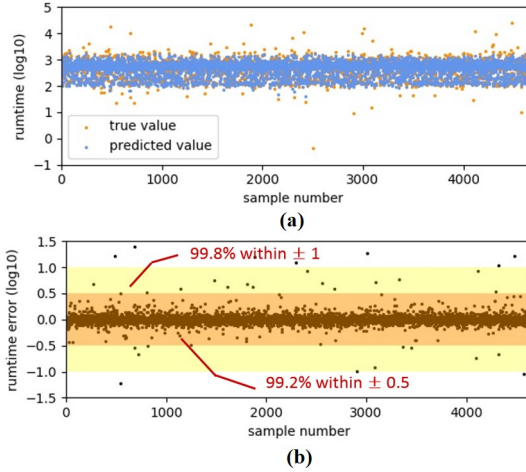 5
4
3
2
1
0
−1
rumtime (log10)
true value
predicted value
0 1000 2000 3000 4000
sample number
(a)
1.5
1.0
0.5
0.0
−0.5
−1.0
−1.5
rumtime error (log10)
99.8% within ± 1
99.2% within ± 0.5
0 1000 2000 3000 4000
sample number
(b)